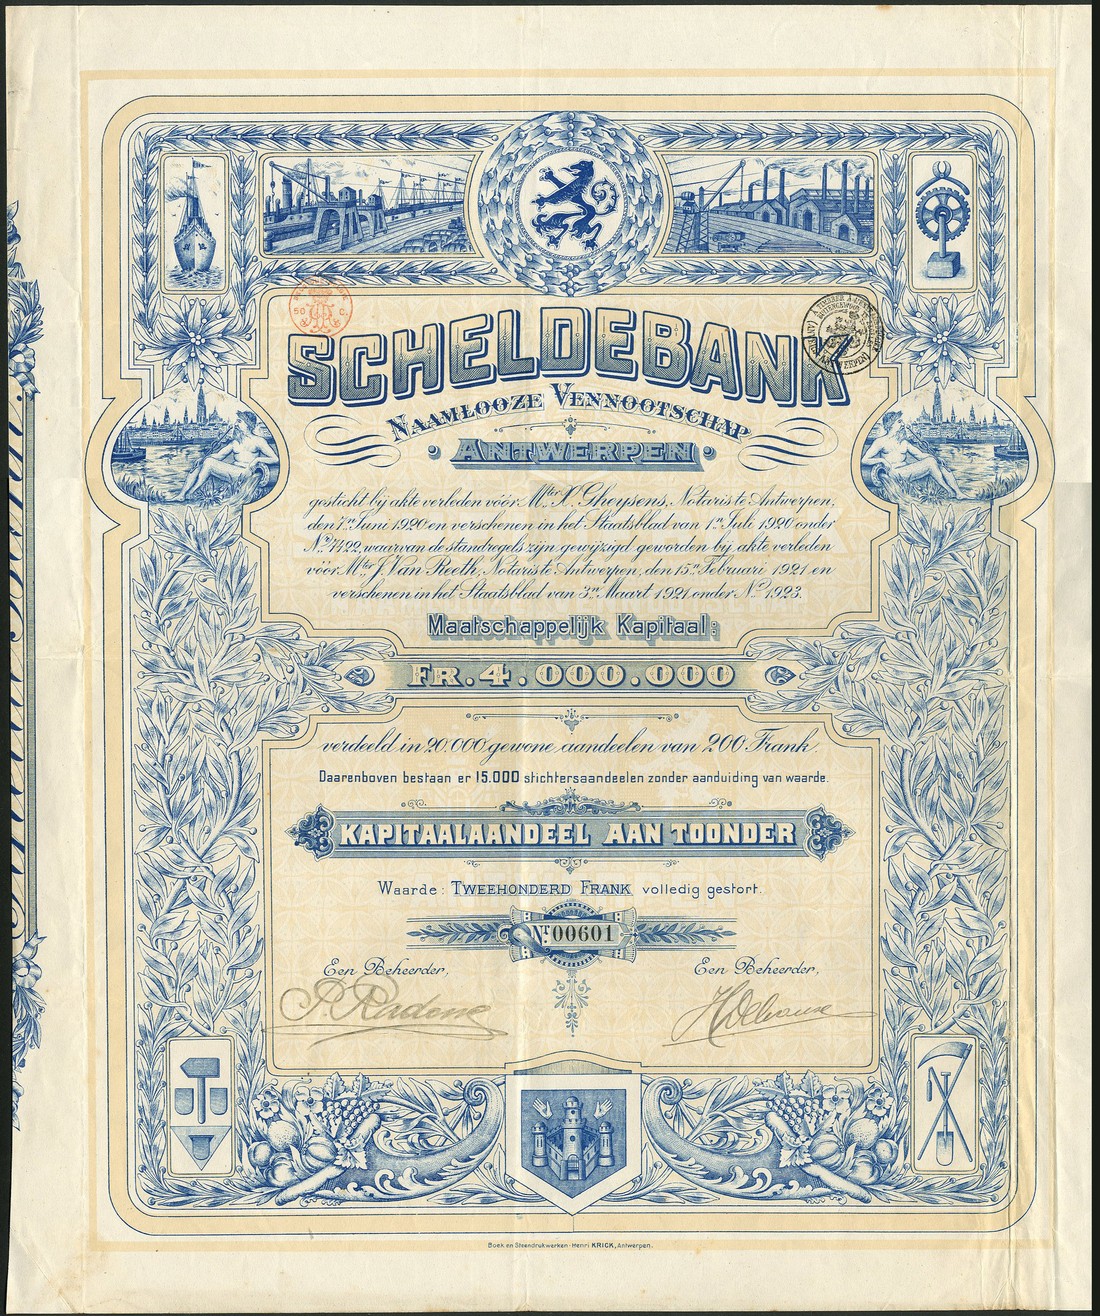 SCHELDEBANK
NAAMLOOZE VENNOOTSCHAP
ANTWERPEN
gesticht bij akte verleden vóór Mter X. Gheysens, Notaris te Antwerpen,
den 7n Juni 1920 en verschenen in het Staatsblad van 1n Juli 1920 onder
No 7422, waarvan de standregels zijn gewijzigd geworden bij akte verleden
vóór Mter J. Van Reeth, Notaris te Antwerpen, den 15n Februari 1921 en
verschenen in het Staatsblad van 3n Maart 1921 onder No 1923.
Maatschappelijk Kapitaal:
FR. 4.000.000
verdeeld in 20.000 gewone aandeelen van 200 Frank.
Daarenboven bestaan er 15.000 stichtersaandeelen zonder aanduiding van waarde.
KAPITAALAANDEEL AAN TOONDER
Waarde: TWEEHONDERD FRANK volledig gestort.
Nr 00601
Een Beheerder,
Een Beheerder,
Boek en Steendrukwerken - Henri KRICK, Antwerpen.